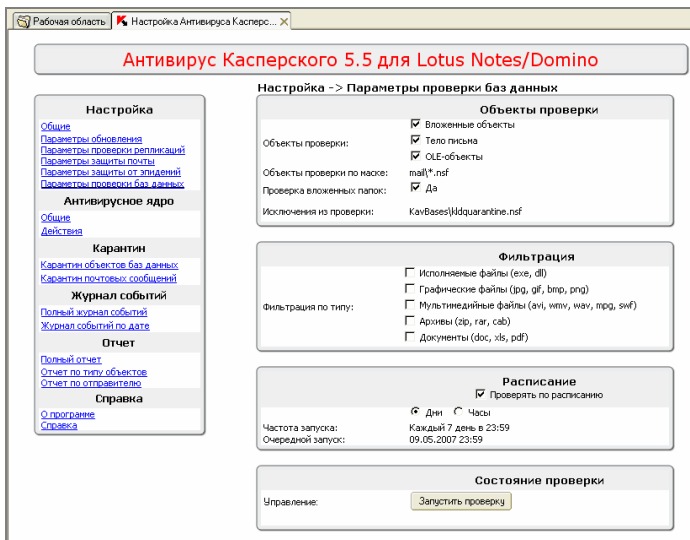 Рабочая область
Настройка Антивируса Касперс...
Антивирус Касперского 5.5 для Lotus Notes/Domino
Настройка -> Параметры проверки баз данных
Настройка
Общие
Параметры обновления
Параметры проверки репликаций
Параметры защиты почты
Параметры защиты от эпидений
Параметры проверки баз данных
Антивирусное ядро
Общие
Действия
Карантин
Карантин объектов баз данных
Карантин почтовых сообщений
Журнал событий
Полный журнал событий
Журнал событий по дате
Отчет
Полный отчет
Отчет по типу объектов
Отчет по отправителю
Справка
О программе
Справка
Объекты проверки
Объекты проверки:
Вложенные объекты
Тело письма
OLE-объекты
Объекты проверки по маске: mail\*.nsf
Проверка вложенных папок: Да
Исключения из проверки: KavBases\kldquarantine.nsf
Фильтрация
Фильтрация по типу:
Исполняемые файлы (exe, dll)
Графические файлы (jpg, gif, bmp, png)
Мультимедийные файлы (avi, wmv, wav, mpg, swf)
Архивы (zip, rar, cab)
Документы (doc, xls, pdf)
Расписание
Проверять по расписанию
Дни Часы
Частота запуска: Каждый 7 день в 23:59
Очередной запуск: 09.05.2007 23:59
Состояние проверки
Управление: Запустить проверку